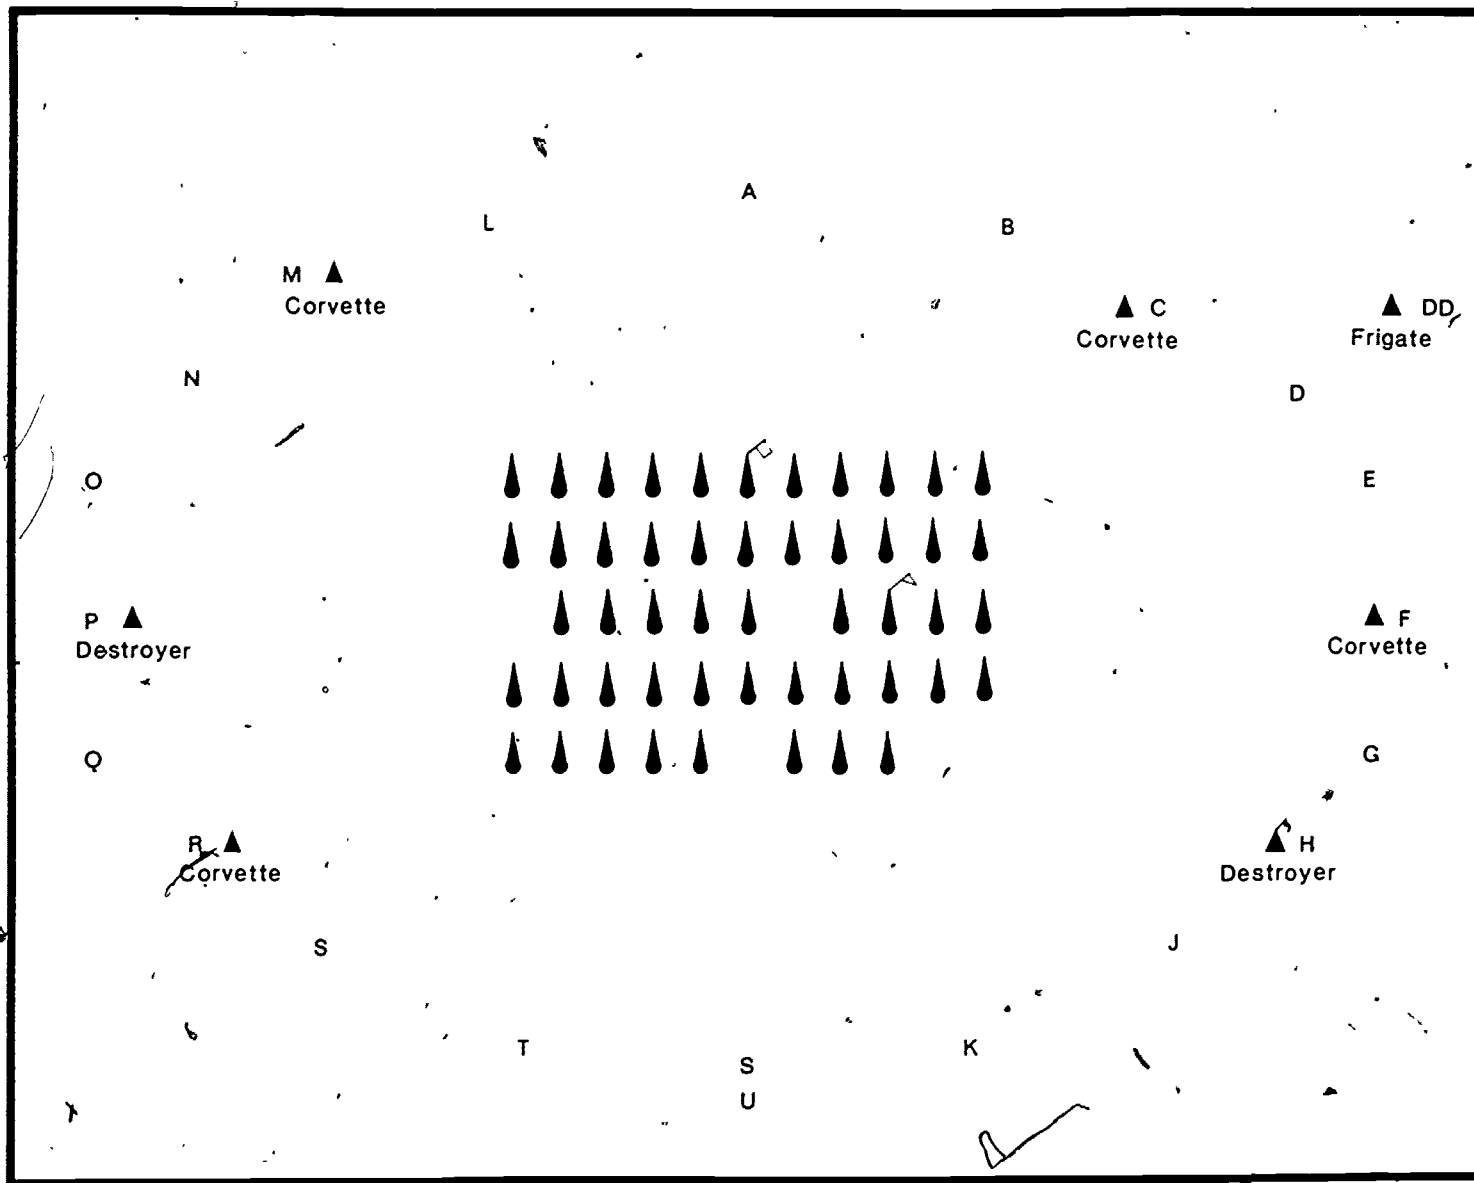 A
L
B
M
Corvette
C
Corvette
DD
Frigate
N
D
O
E
P
Destroyer
F
Corvette
Q
G
R
Corvette
H
Destroyer
S
J
T
S
K
U